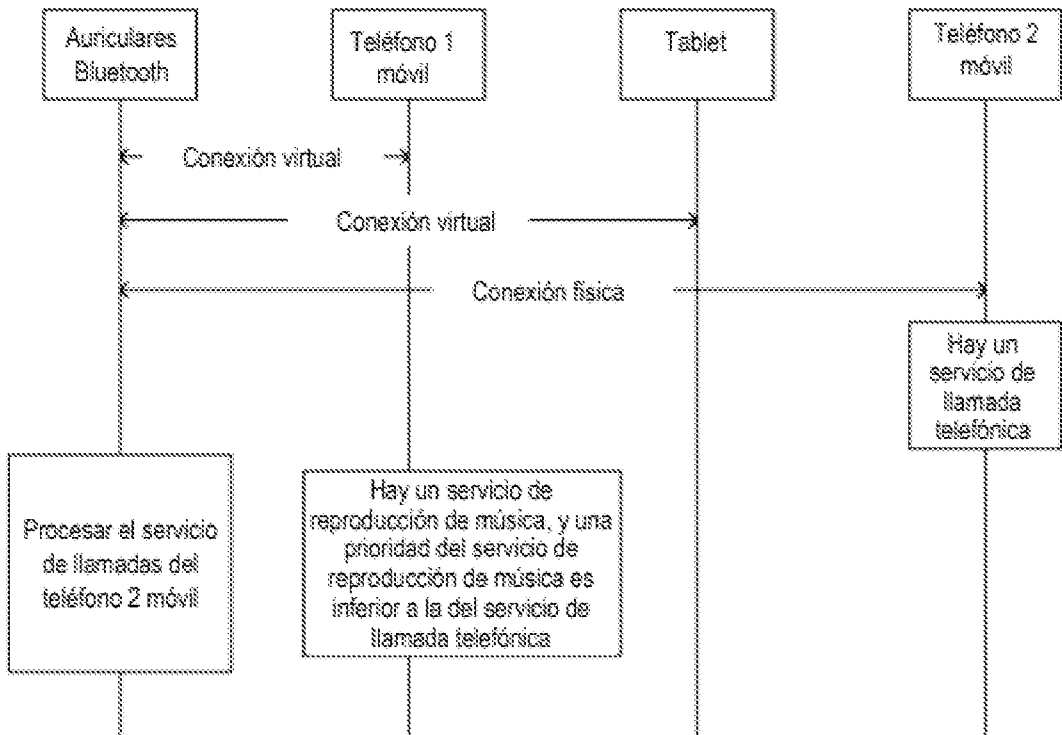 Auriculares
Bluetooth
Teléfono 1
móvil
Tablet
Teléfono 2
móvil
Conexión virtual
Conexión virtual
Conexión física
Hay un
servicio de
llamada
telefónica
Procesar el servicio
de llamadas del
teléfono 2 móvil
Hay un servicio de
reproducción de música, y una
prioridad del servicio de
reproducción de música es
inferior a la del servicio de
llamada telefónica